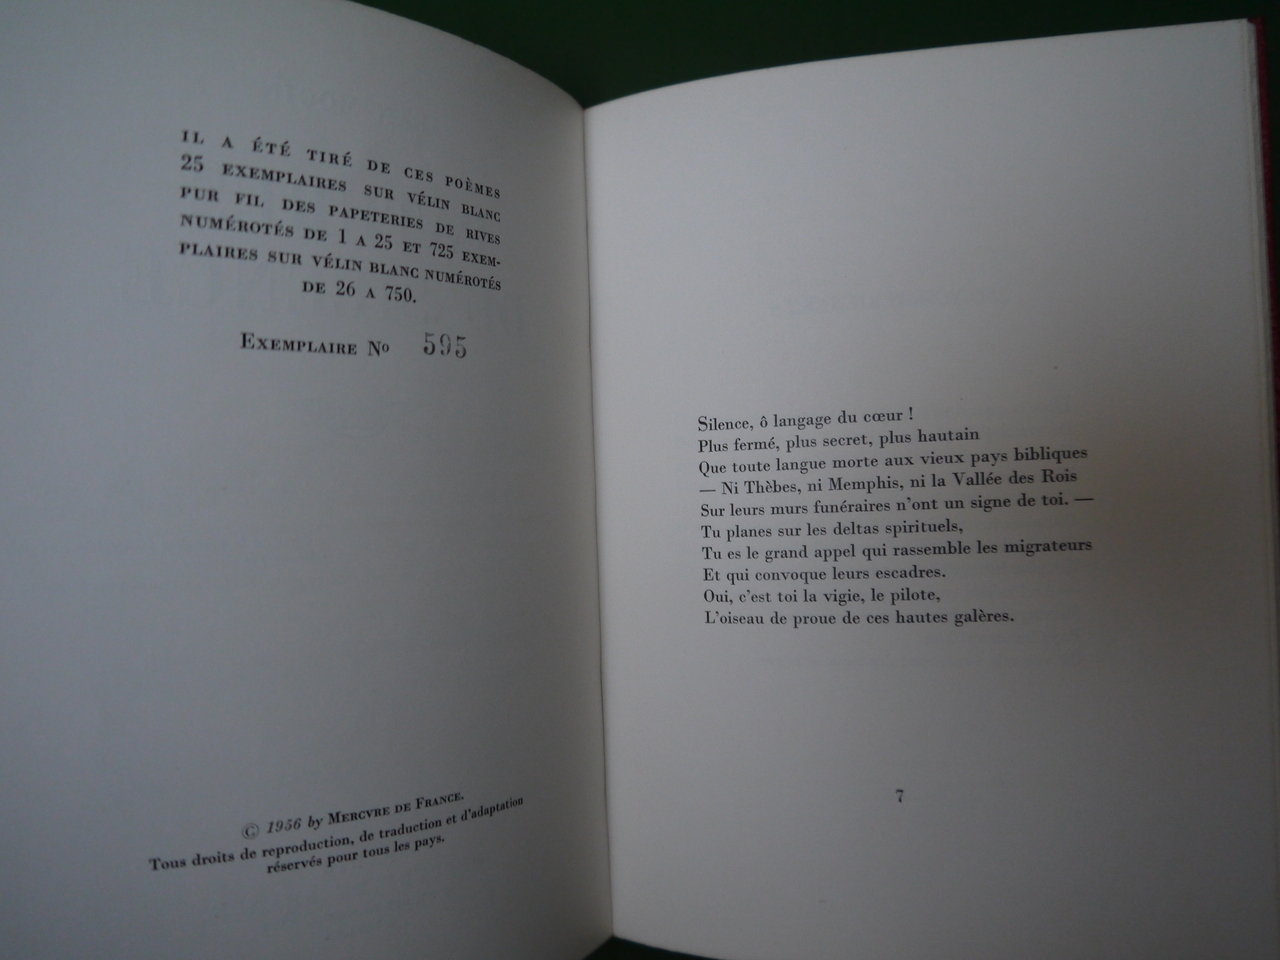 IL A ÉTÉ TIRÉ DE CES POÈMES
25 EXEMPLAIRES SUR VÉLIN BLANC
PUR FIL DES PAPETERIES DE RIVES
NUMÉROTÉS DE 1 A 25 ET 725 EXEM-
PLAIRES SUR VÉLIN BLANC NUMÉROTÉS
DE 26 A 750.
EXEMPLAIRE No 595
© 1956 by MERCVRE DE FRANCE.
Tous droits de reproduction, de traduction et d'adaptation
réservés pour tous les pays.
Silence, ô langage du cœur !
Plus fermé, plus secret, plus hautain
Que toute langue morte aux vieux pays bibliques
— Ni Thèbes, ni Memphis, ni la Vallée des Rois
Sur leurs murs funéraires n'ont un signe de toi. —
Tu planes sur les deltas spirituels,
Tu es le grand appel qui rassemble les migrateurs
Et qui convoque leurs escadres.
Oui, c'est toi la vigie, le pilote,
L'oiseau de proue de ces hautes galères.
7